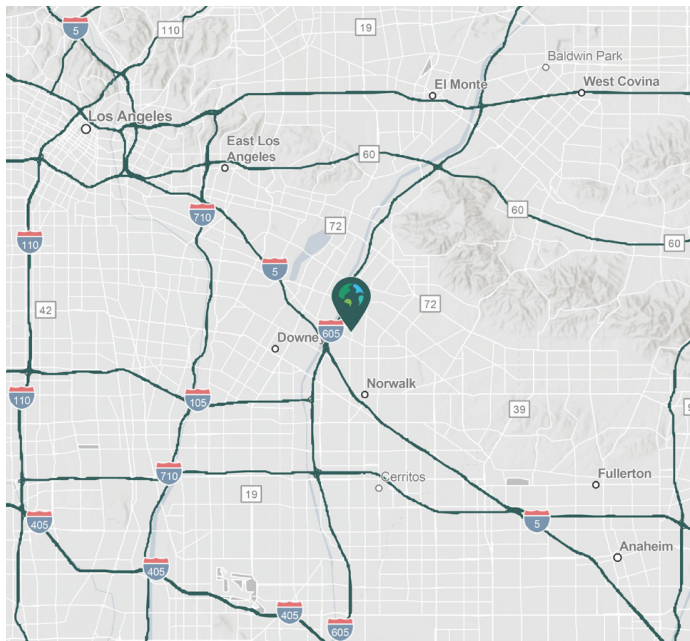 5
110
19
Baldwin Park
El Monte
West Covina
Los Angeles
East Los
Angeles
60
710
60
72
110
60
5
42
72
605
Downey
Norwalk
110
105
39
710
Cerritos
Fullerton
19
405
5
Anaheim
405
405
605